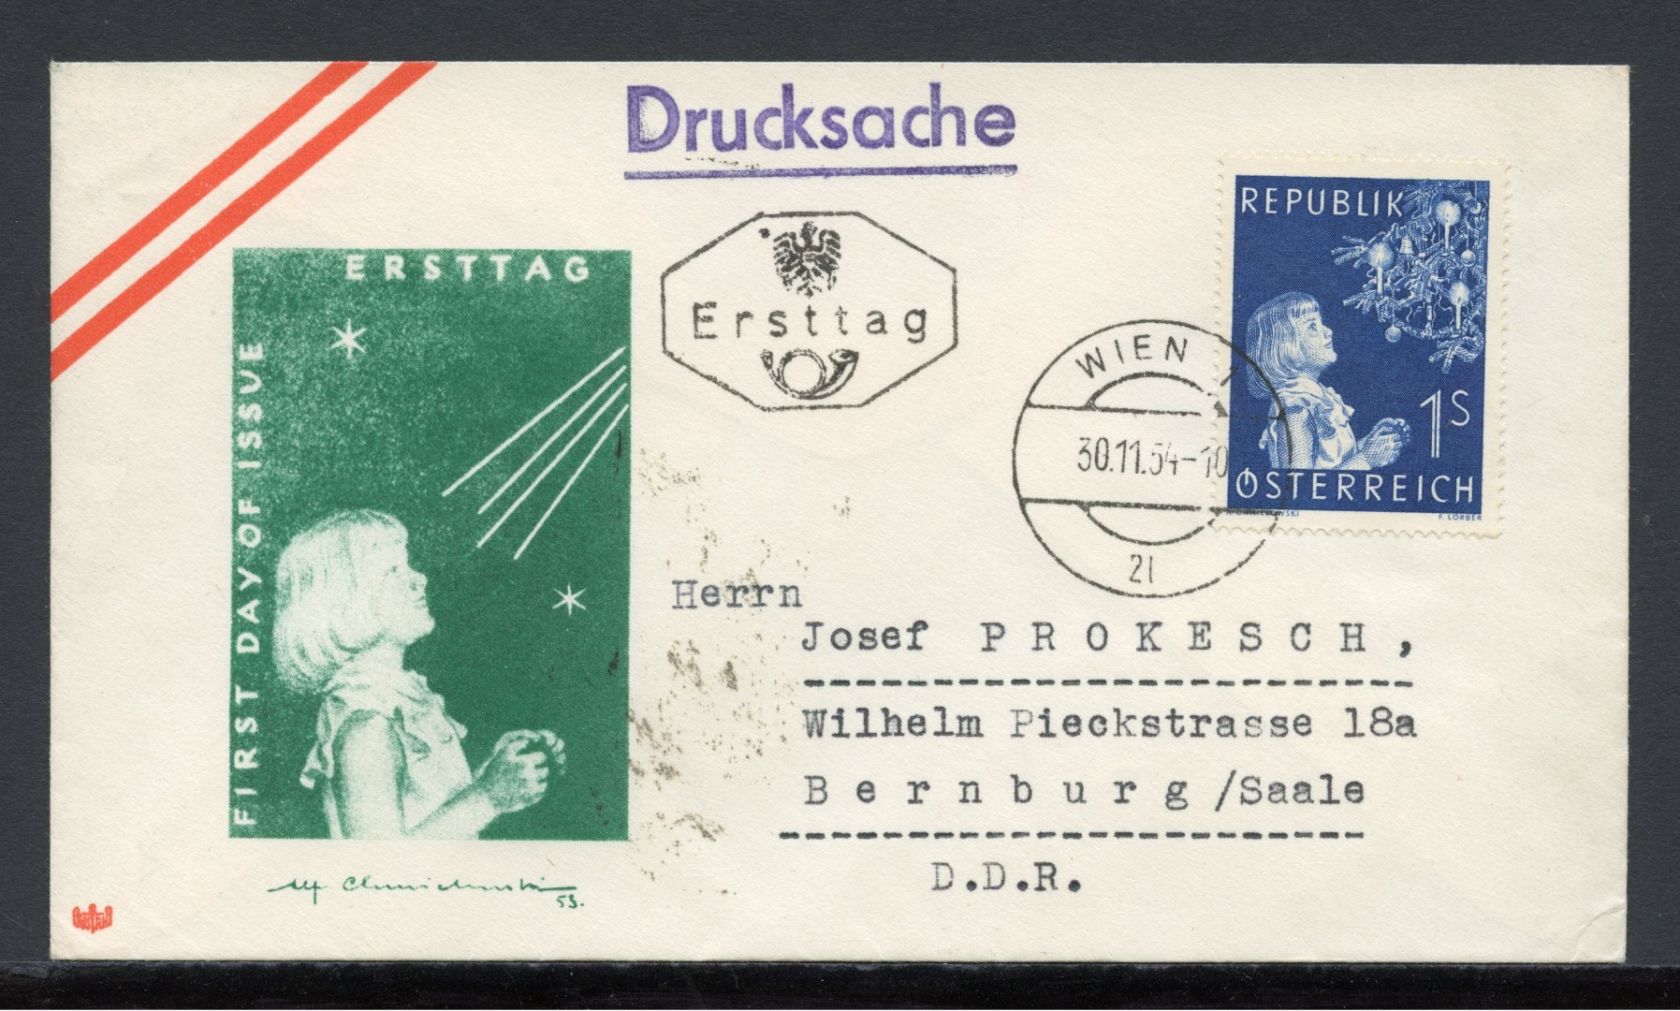 Drucksache
ERSTTAG
FIRST DAY OF ISSUE
Ersttag
REPUBLIK
1S
ÖSTERREICH
F. LORBER
WIEN 1
30.11.54-10
21
Herrn
Josef PROKESCH,
Wilhelm Pieckstrasse 18a
Bernburg/Saale
D.D.R.
53.